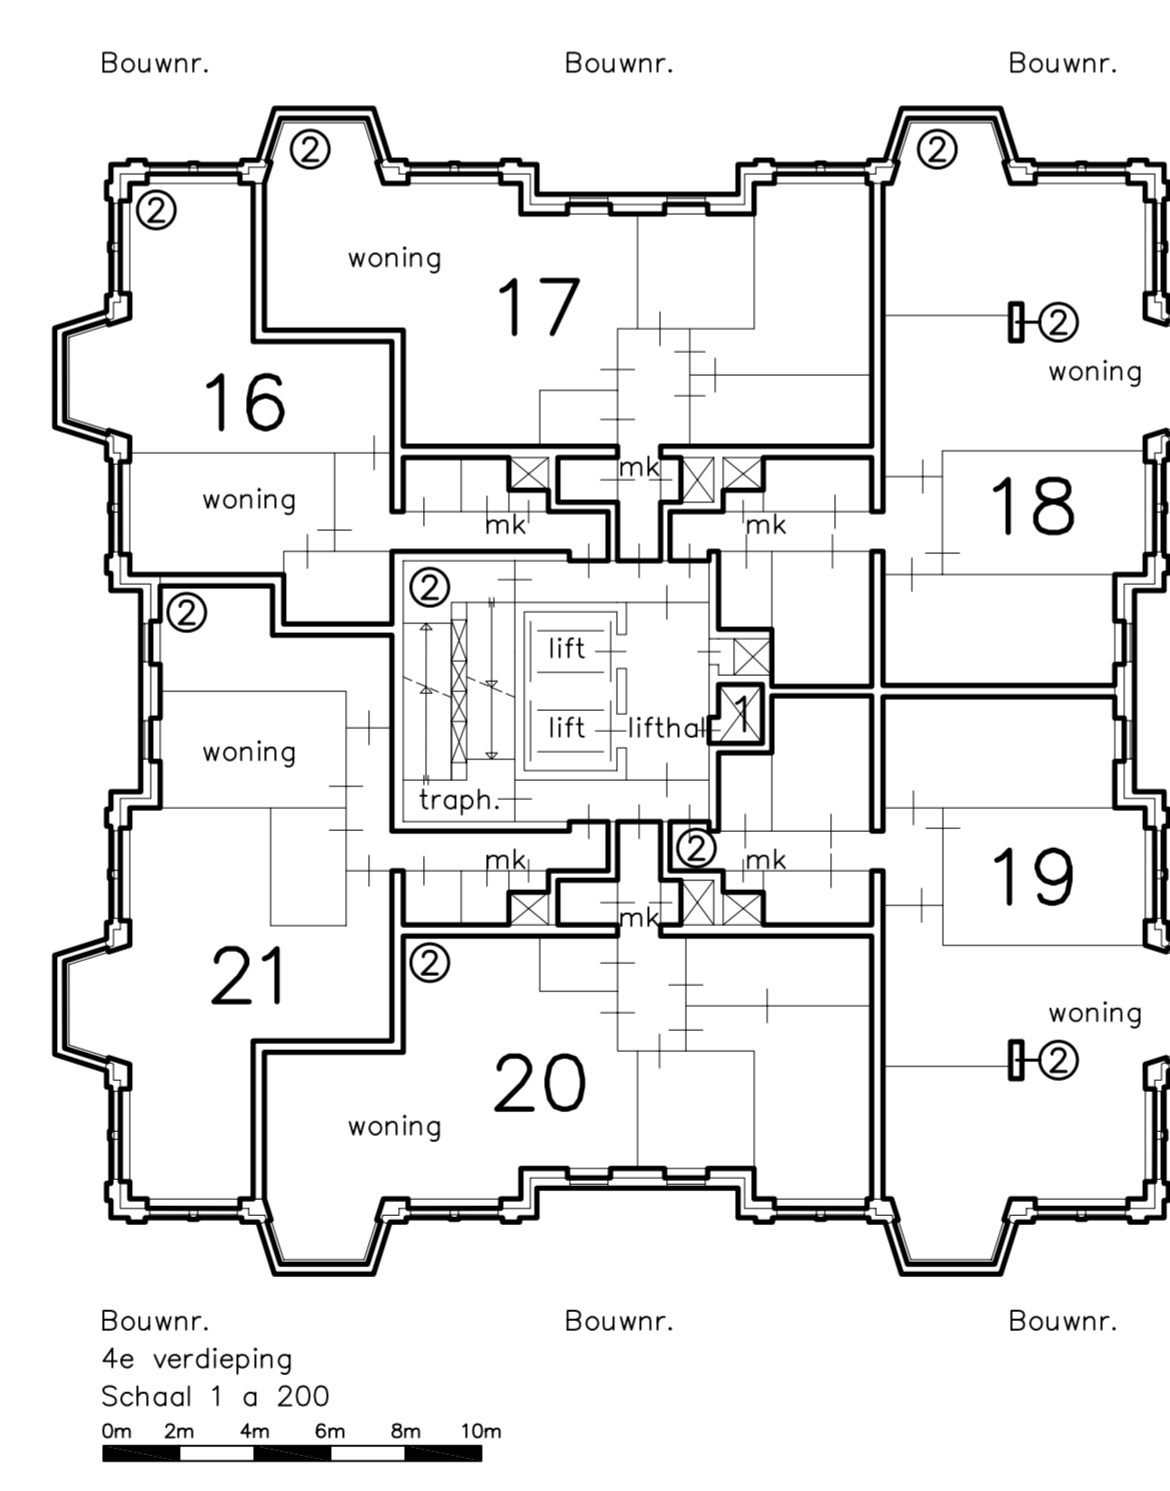 Bouwnr. Bouwnr. Bouwnr.
2 2
2
woning
17
2
woning
16
woning
mk
18
mk mk
2
2
lift
woning
lift lifthal 1
traph.
mk 2 mk
19
mk
2
21
woning
2
20
woning
Bouwnr. Bouwnr. Bouwnr.
4e verdieping
Schaal 1 a 200
0m 2m 4m 6m 8m 10m